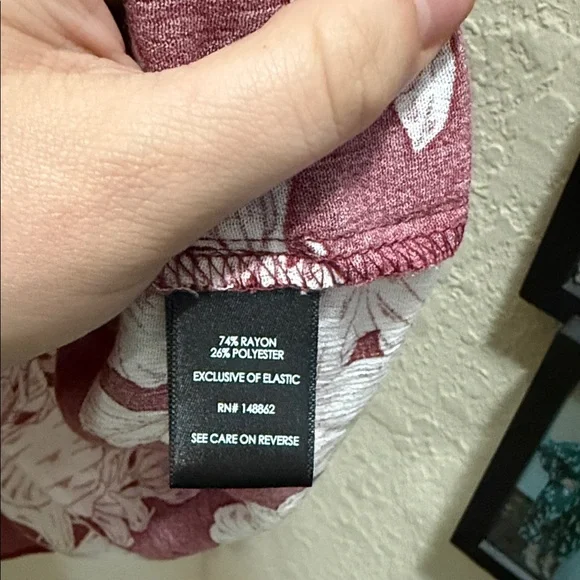 74% RAYON
26% POLYESTER
EXCLUSIVE OF ELASTIC
RN# 148862
SEE CARE ON REVERSE